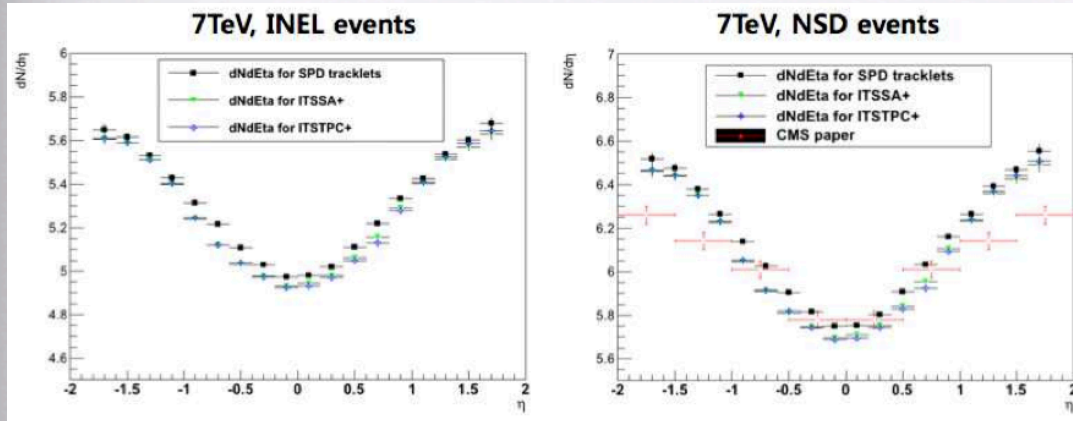 7TeV, INEL events
dN/dη
6
5.8
5.6
5.4
5.2
5
4.8
4.6
dNdEta for SPD tracklets
dNdEta for ITSSA+
dNdEta for ITSTPC+
-2 -1.5 -1 -0.5 0 0.5 1 1.5 2
η
7TeV, NSD events
dN/dη
7
6.8
6.6
6.4
6.2
6
5.8
5.6
dNdEta for SPD tracklets
dNdEta for ITSSA+
dNdEta for ITSTPC+
CMS paper
-2 -1.5 -1 -0.5 0 0.5 1 1.5 2
η